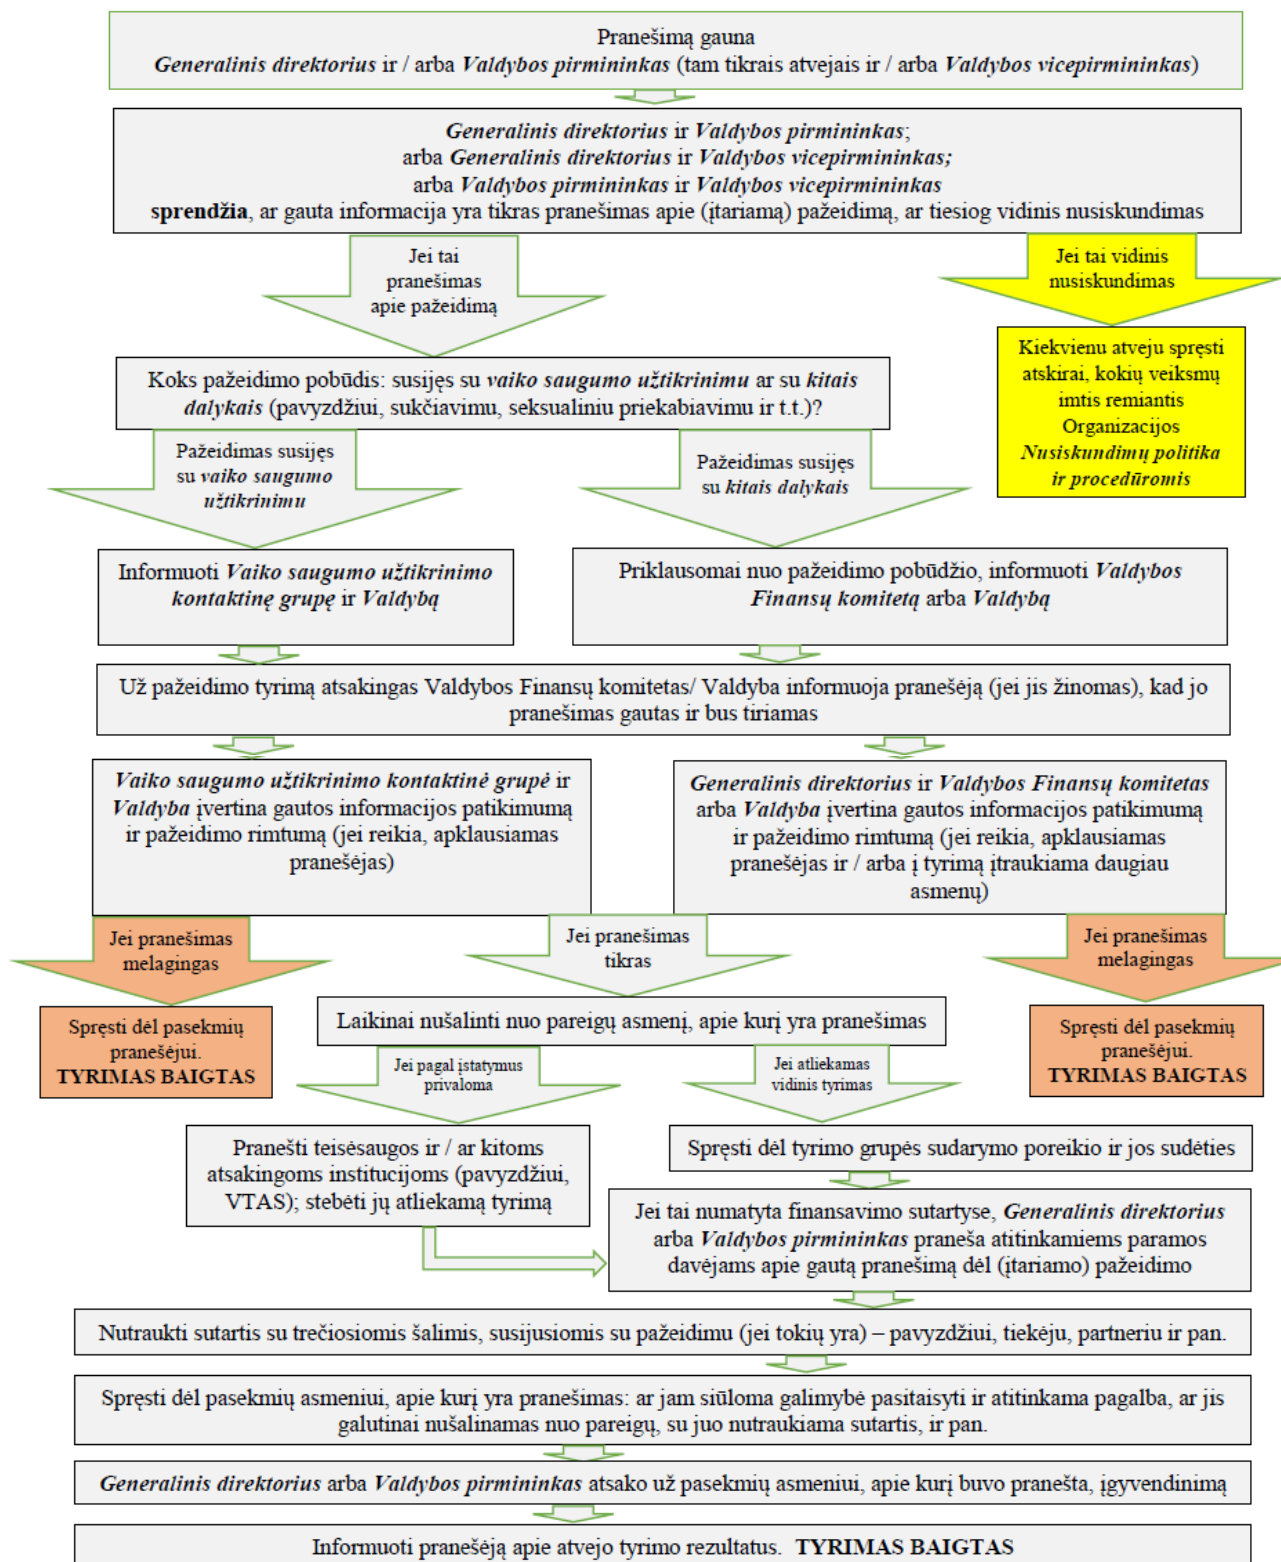 Pranešimą gauna
Generalinis direktorius ir / arba Valdybos pirmininkas (tam tikrais atvejais ir / arba Valdybos vicepirmininkas)
Generalinis direktorius ir Valdybos pirmininkas;
arba Generalinis direktorius ir Valdybos vicepirmininkas;
arba Valdybos pirmininkas ir Valdybos vicepirmininkas
sprendžia, ar gauta informacija yra tikras pranešimas apie (įtariamą) pažeidimą, ar tiesiog vidinis nusiskundimas
Jei tai
pranešimas
apie pažeidimą
Jei tai vidinis
nusiskundimas
Kiekvienu atveju spręsti
atskirai, kokių veiksmų
imtis remiantis
Organizacijos
Nusiskundimų politika
ir procedūromis
Koks pažeidimo pobūdis: susijęs su vaiko saugumo užtikrinimu ar su kitais
dalykais (pavyzdžiui, sukčiavimu, seksualiniu priekabiavimu ir t.t.)?
Pažeidimas susijęs
su vaiko saugumo
užtikrinimu
Pažeidimas susijęs
su kitais dalykais
Informuoti Vaiko saugumo užtikrinimo
kontaktinę grupę ir Valdybą
Priklausomai nuo pažeidimo pobūdžio, informuoti Valdybos
Finansų komitetą arba Valdybą
Už pažeidimo tyrimą atsakingas Valdybos Finansų komitetas/ Valdyba informuoja pranešėją (jei jis žinomas), kad jo
pranešimas gautas ir bus tiriamas
Vaiko saugumo užtikrinimo kontaktinė grupė ir
Valdyba įvertina gautos informacijos patikimumą
ir pažeidimo rimtumą (jei reikia, apklausiamas
pranešėjas)
Generalinis direktorius ir Valdybos Finansų komitetas
arba Valdyba įvertina gautos informacijos patikimumą
ir pažeidimo rimtumą (jei reikia, apklausiamas
pranešėjas ir / arba į tyrimą įtraukiama daugiau
asmenų)
Jei pranešimas
melagingas
Jei pranešimas
tikras
Jei pranešimas
melagingas
Spręsti dėl pasekmių
pranešėjui.
TYRIMAS BAIGTAS
Laikinai nušalinti nuo pareigų asmenį, apie kurį yra pranešimas
Spręsti dėl pasekmių
pranešėjui.
TYRIMAS BAIGTAS
Jei pagal įstatymus
privaloma
Jei atliekamas
vidinis tyrimas
Pranešti teisėsaugos ir / ar kitoms
atsakingoms institucijoms (pavyzdžiui,
VTAS); stebėti jų atliekamą tyrimą
Spręsti dėl tyrimo grupės sudarymo poreikio ir jos sudėties
Jei tai numatyta finansavimo sutartyse, Generalinis direktorius
arba Valdybos pirmininkas praneša atitinkamiems paramos
davėjams apie gautą pranešimą dėl (įtariamo) pažeidimo
Nutraukti sutartis su trečiosiomis šalimis, susijusiomis su pažeidimu (jei tokių yra) – pavyzdžiui, tiekėju, partneriu ir pan.
Spręsti dėl pasekmių asmeniui, apie kurį yra pranešimas: ar jam siūloma galimybė pasitaisyti ir atitinkama pagalba, ar jis
galutinai nušalinamas nuo pareigų, su juo nutraukiama sutartis, ir pan.
Generalinis direktorius arba Valdybos pirmininkas atsako už pasekmių asmeniui, apie kurį buvo pranešta, įgyvendinimą
Informuoti pranešėją apie atvejo tyrimo rezultatus. TYRIMAS BAIGTAS